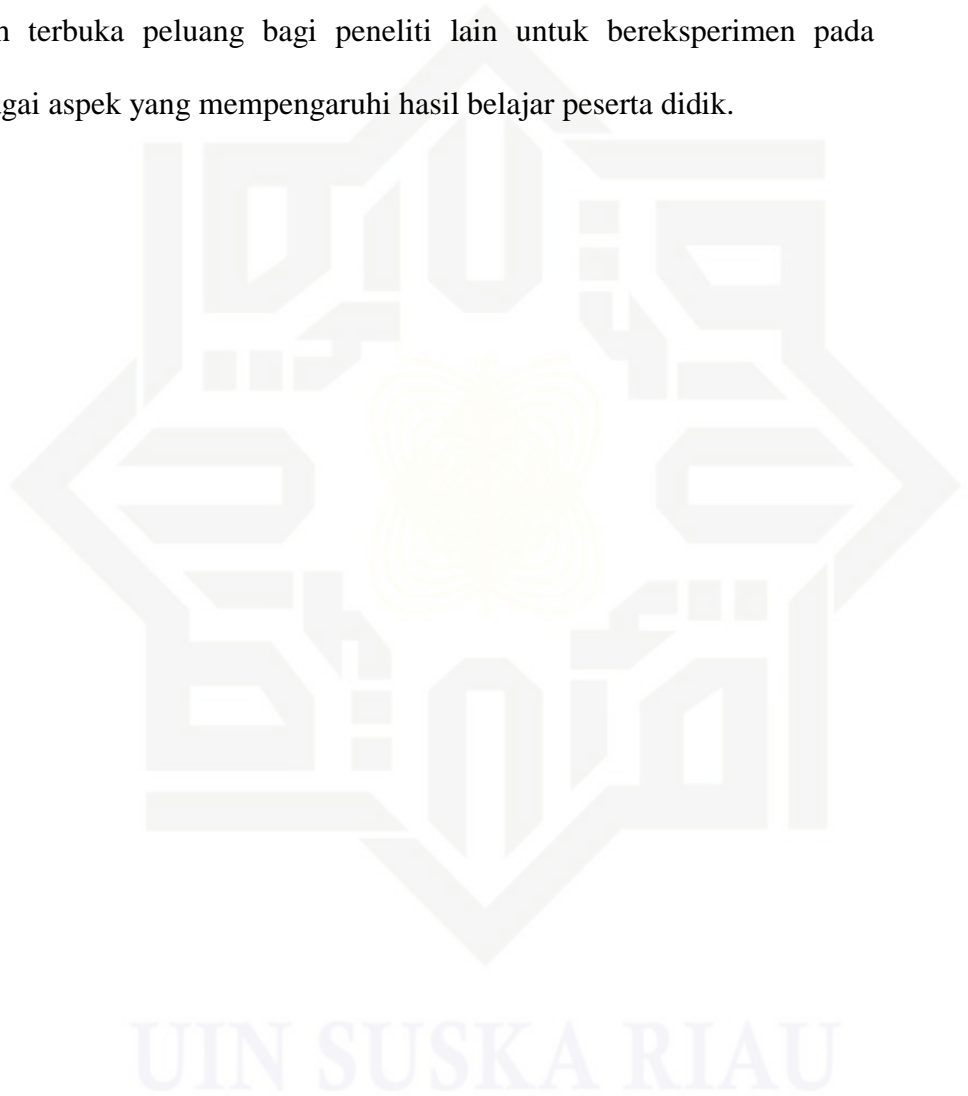 terbuka peluang bagi peneliti lain untuk bereksperimen pada
gai aspek yang mempengaruhi hasil belajar peserta didik.
UIN SUSKA RIAU